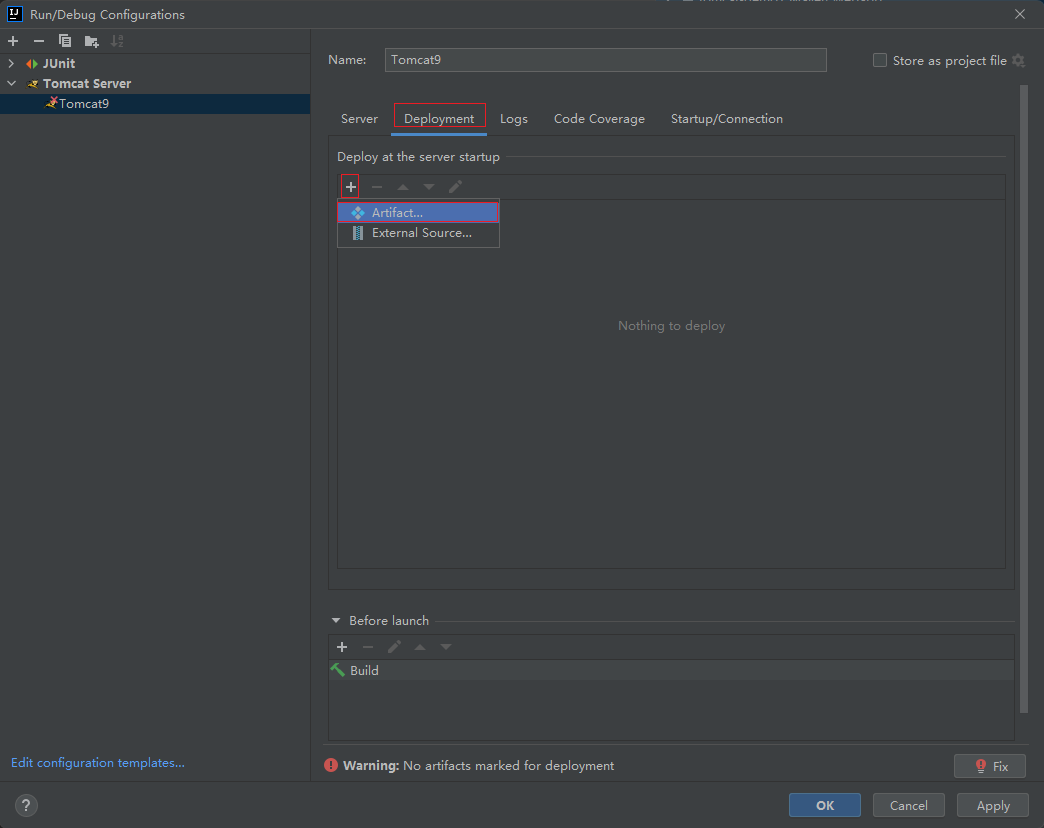 Run/Debug Configurations
JUnit
Tomcat Server
Tomcat9
Name:
Tomcat9
Store as project file
Server
Deployment
Logs
Code Coverage
Startup/Connection
Deploy at the server startup
Artifact...
External Source...
Nothing to deploy
Before launch
Build
Edit configuration templates...
Warning: No artifacts marked for deployment
Fix
?
OK
Cancel
Apply